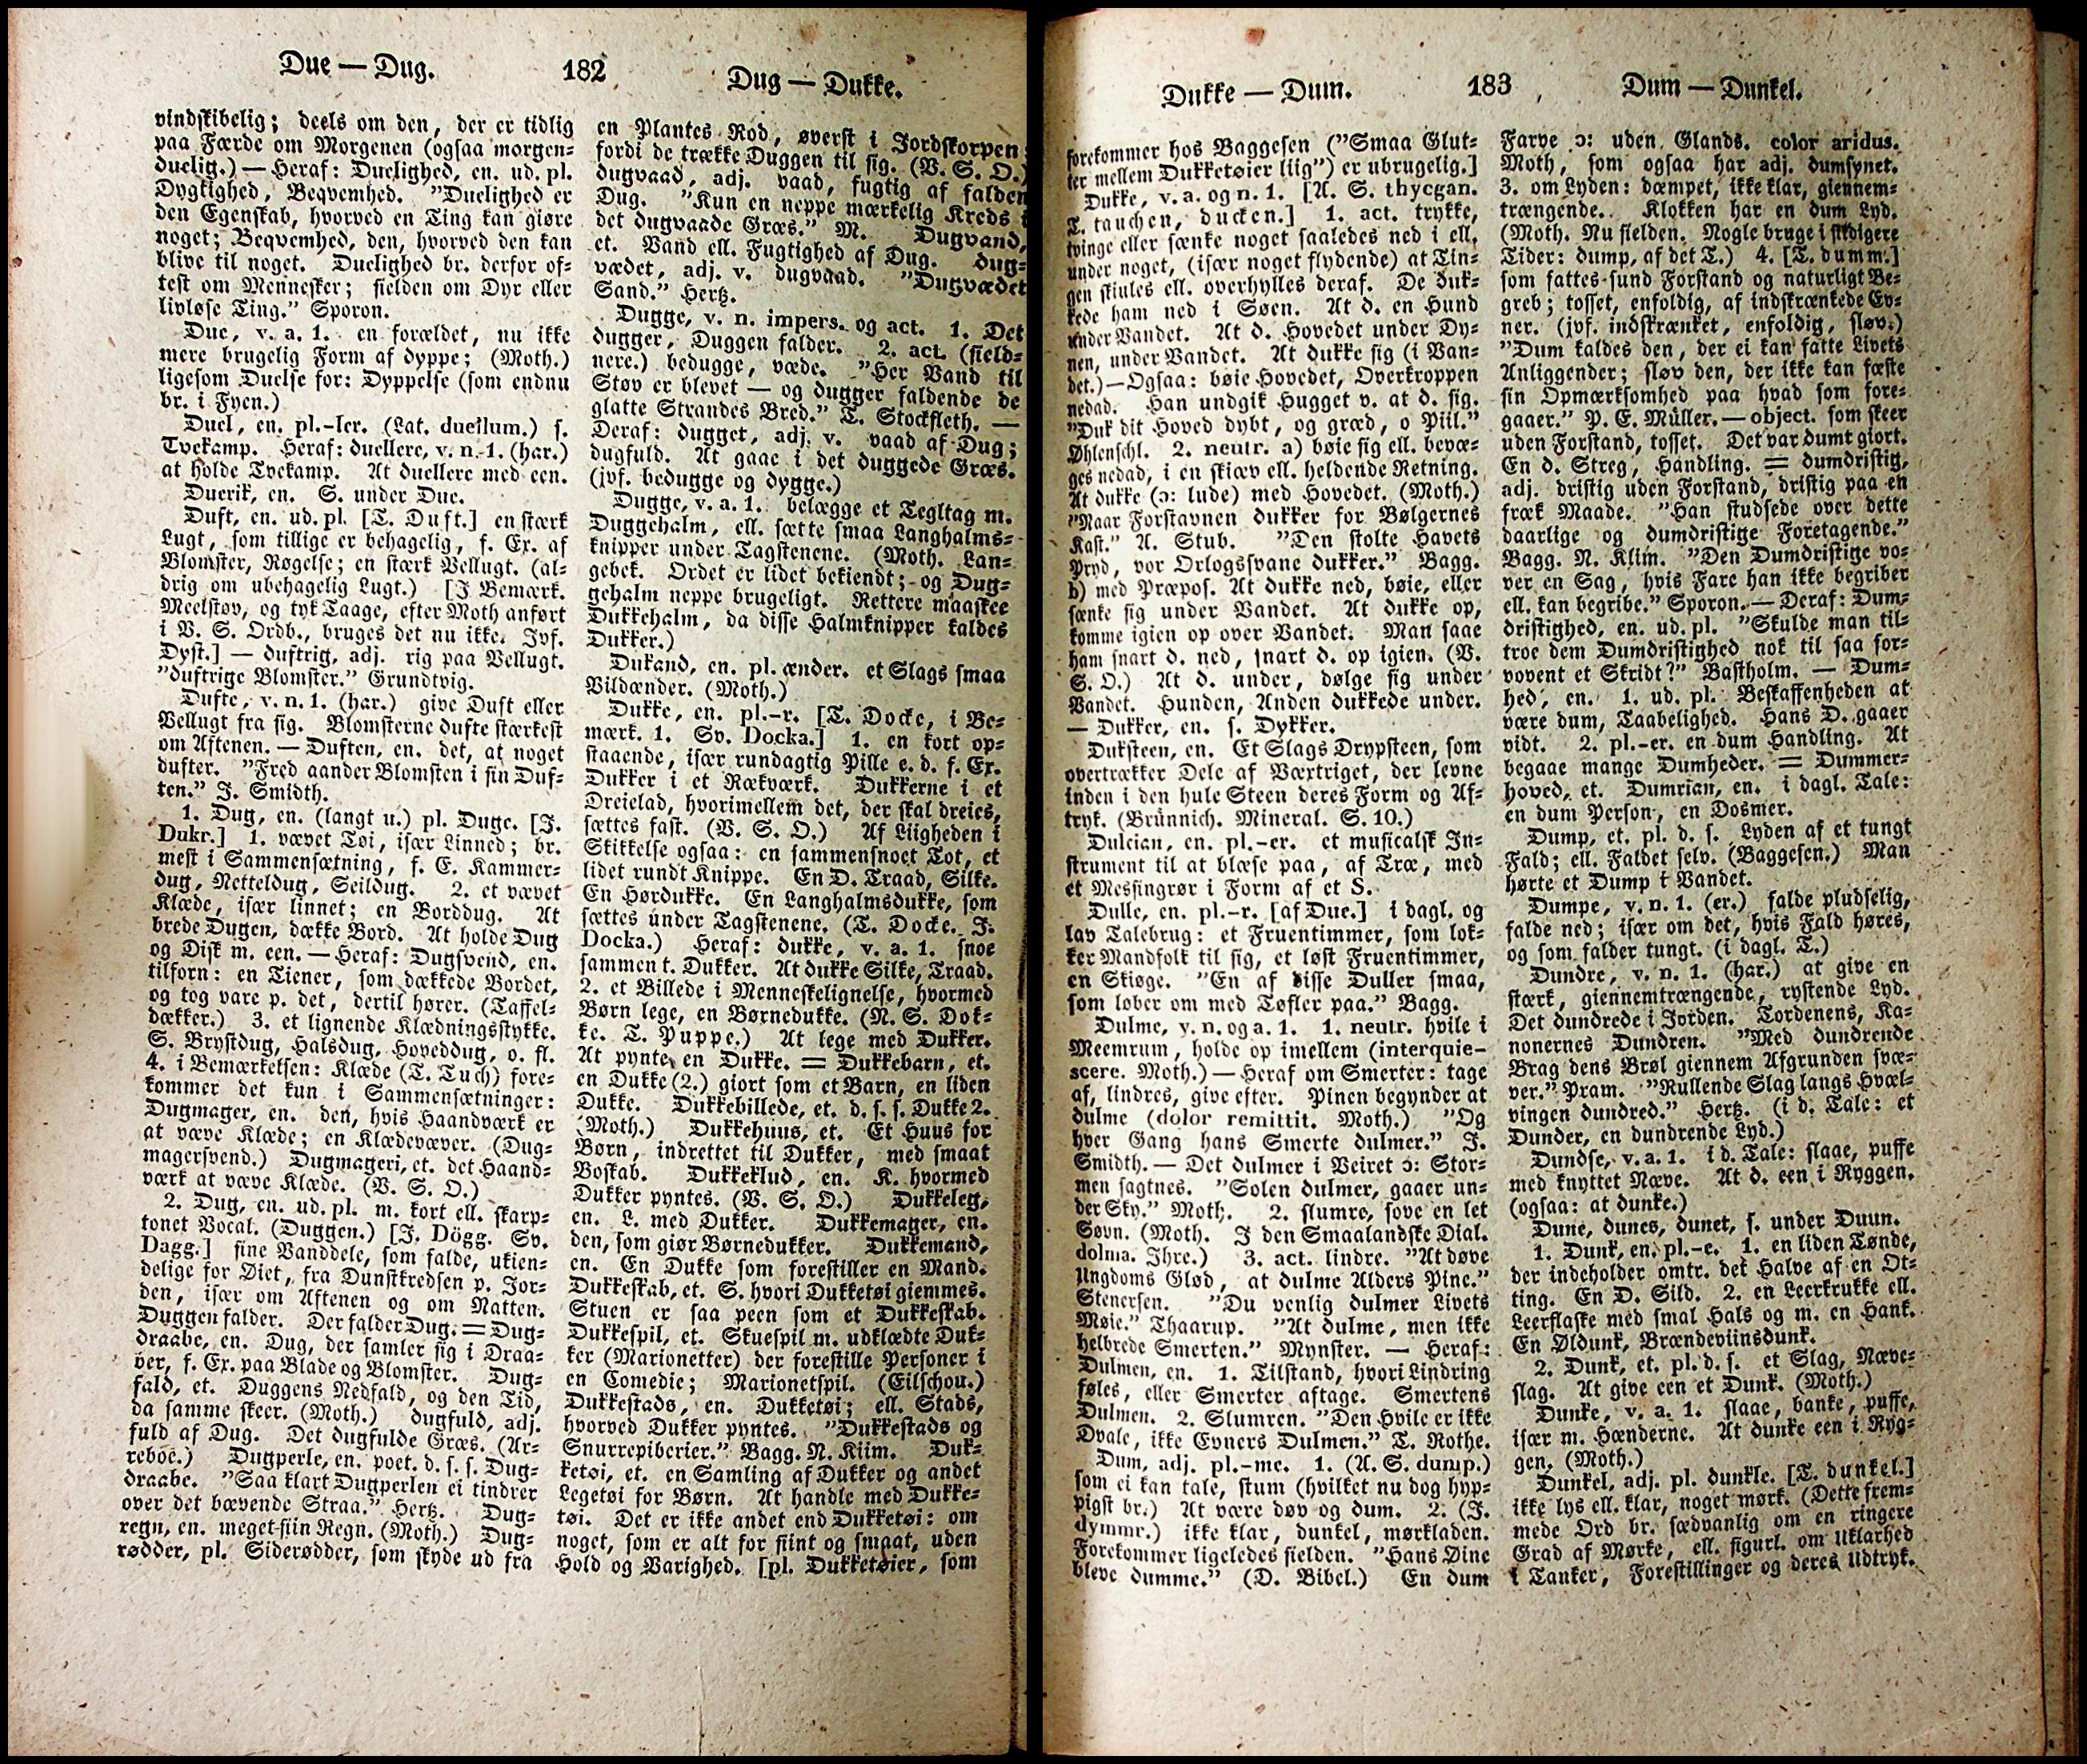 Due — Dug.
182
Dug — Dukke.
vindskibelig; deels om den, der er tidlig
paa Færde om Morgenen (ogsaa morgen-
duelig.) — Heraf: Duelighed, en. ud. pl.
Dygtighed, Beqvemhed. "Duelighed er
den Egenskab, hvorved en Ting kan giøre
noget; Beqvemhed, den, hvorved den kan
blive til noget. Duelighed br. derfor of-
test om Mennesker; sielden om Dyr eller
livløse Ting." Sporon.
Due, v. a. 1. en forældet, nu ikke
mere brugelig Form af dyppe; (Moth.)
ligesom Duelse for: Dyppelse (som endnu
br. i Fyen.)
Duel, en. pl.-ler. (Lat. duellum.) s.
Tvekamp. Heraf: duellere, v. n. 1. (har.)
at holde Tvekamp. At duellere med een.
Duerik, en. S. under Due.
Duft, en. ud. pl. [T. Duft.] en stærk
Lugt, som tillige er behagelig, f. Ex. af
Blomster, Røgelse; en stærk Vellugt. (al-
drig om ubehagelig Lugt.) [I Bemærk.
Meelstøv, og tyk Taage, efter Moth anført
i V. S. Ordb., bruges det nu ikke. Jvf.
Dyst.] — duftrig, adj. rig paa Vellugt.
"duftrige Blomster." Grundtvig.
Dufte, v. n. 1. (har.) give Duft eller
Vellugt fra sig. Blomsterne dufte stærkest
om Aftenen. — Duften, en. det, at noget
dufter. "Fred aander Blomsten i sin Duf-
ten." J. Smidth.
1. Dug, en. (langt u.) pl. Duge. [J.
Dukr.] 1. vævet Tøi, især Linned; br.
mest i Sammensætning, f. E. Kammer-
dug, Netteldug, Seildug. 2. et vævet
Klæde, især linnet; en Borddug. At
brede Dugen, dække Bord. At holde Dug
og Disk m. een. — Heraf: Dugsvend, en.
tilforn: en Tiener, som dækkede Bordet,
og tog vare p. det, dertil hører. (Taffel-
dækker.) 3. et lignende Klædningsstykke.
S. Brystdug, Halsdug, Hoveddug, o. fl.
4. i Bemærkelsen: Klæde (T. Tuch) fore-
kommer det kun i Sammensætninger:
Dugmager, en. den, hvis Haandværk er
at væve Klæde; en Klædevæver. (Dug-
magersvend.) Dugmageri, et. det Haand-
værk at væve Klæde. (V. S. O.)
2. Dug, en. ud. pl. m. kort ell. skarp-
tonet Vocal. (Duggen.) [J. Dögg. Sv.
Dagg.] fine Vanddele, som falde, ukien-
delige for Øiet, fra Dunstkredsen p. Jor-
den, især om Aftenen og om Natten.
Duggen falder. Der falder Dug. = Dug-
draabe, en. Dug, der samler sig i Draa-
ber, f. Ex. paa Blade og Blomster. Dug-
fald, et. Duggens Nedfald, og den Tid,
da samme skeer. (Moth.) dugfuld, adj.
fuld af Dug. Det dugfulde Græs. (Ar-
reboe.) Dugperle, en. poet. d. s. s. Dug-
draabe. "Saa klart Dugperlen ei tindrer
over det bævende Straa." Hertz. Dug-
regn, en. meget fiin Regn. (Moth.) Dug-
rødder, pl. Siderødder, som skyde ud fra
en Plantes Rod, øverst i Jordskorpen,
fordi de trække Duggen til sig. (V. S. O.)
dugvaad, adj. vaad, fugtig af falden
Dug. "Kun en neppe mærkelig Kreds i
det dugvaade Græs." M. Dugvand,
et. Vand ell. Fugtighed af Dug. dug-
vædet, adj. v. dugvaad. "Dugvædet
Sand." Hertz.
Dugge, v. n. impers. og act. 1. Det
dugger, Duggen falder. 2. act. (sield-
nere.) bedugge, væde. "Her Vand til
Støv er blevet — og dugger faldende de
glatte Strandes Bred." T. Stockfleth. —
Deraf: dugget, adj. v. vaad af Dug;
dugfuld. At gaae i det duggede Græs.
(jvf. bedugge og dygge.)
Dugge, v. a. 1. belægge et Tegltag m.
Duggehalm, ell. sætte smaa Langhalms-
knipper under Tagstenene. (Moth. Lan-
gebek. Ordet er lidet bekiendt; og Dug-
gehalm neppe brugeligt. Rettere maaskee
Dukkehalm, da disse Halmknipper kaldes
Dukker.)
Dukand, en. pl. ænder. et Slags smaa
Vildænder. (Moth.)
Dukke, en. pl.-r. [T. Docke, i Be-
mærk. 1. Sv. Docka.] 1. en kort op-
staaende, især rundagtig Pille e. d. f. Ex.
Dukker i et Rækværk. Dukkerne i et
Dreielad, hvorimellem det, der skal dreies,
sættes fast. (V. S. O.) Af Liigheden i
Skikkelse ogsaa: en sammensnoet Tot, et
lidet rundt Knippe. En D. Traad, Silke.
En Hørdukke. En Langhalmsdukke, som
sættes under Tagstenene. (T. Docke. J.
Docka.) Heraf: dukke, v. a. 1. snoe
sammen t. Dukker. At dukke Silke, Traad.
2. et Billede i Menneskelignelse, hvormed
Børn lege, en Børnedukke. (N. S. Dok-
ke. T. Puppe.) At lege med Dukker.
At pynte en Dukke. = Dukkebarn, et.
en Dukke (2.) giort som et Barn, en liden
Dukke. Dukkebillede, et. d. s. s. Dukke 2.
(Moth.) Dukkehuus, et. Et Huus for
Børn, indrettet til Dukker, med smaat
Boskab. Dukkeklud, en. K. hvormed
Dukker pyntes. (V. S. O.) Dukkeleg,
en. L. med Dukker. Dukkemager, en.
den, som giør Børnedukker. Dukkemand,
en. En Dukke som forestiller en Mand.
Dukkeskab, et. S. hvori Dukketøi giemmes.
Stuen er saa peen som et Dukkeskab.
Dukkespil, et. Skuespil m. udklædte Duk-
ker (Marionetter) der forestille Personer i
en Comedie; Marionetspil. (Eilschou.)
Dukkestads, en. Dukketøi; ell. Stads,
hvorved Dukker pyntes. "Dukkestads og
Snurrepiberier." Bagg. N. Kiim. Duk-
ketøi, et. en Samling af Dukker og andet
Legetøi for Børn. At handle med Dukke-
tøi. Det er ikke andet end Dukketøi: om
noget, som er alt for fiint og smaat, uden
Hold og Varighed. [pl. Dukketøier, som
Dukke — Dum.
183
Dum — Dunkel.
forekommer hos Baggesen ("Smaa Glut-
ter mellem Dukketøier liig") er ubrugelig.]
Dukke, v. a. og n. 1. [A. S. thycgan.
T. tauchen, ducken.] 1. act. trykke,
tvinge eller sænke noget saaledes ned i ell.
under noget, (især noget flydende) at Tin-
gen skiules ell. overhylles deraf. De duk-
kede ham ned i Søen. At d. en Hund
under Vandet. At d. Hovedet under Dy-
nen, under Vandet. At dukke sig (i Van-
det.) — Ogsaa: bøie Hovedet, Overkroppen
nedad. Han undgik Hugget v. at d. sig.
"Duk dit Hoved dybt, og græd, o Piil."
Øhlenschl. 2. neutr. a) bøie sig ell. bevæ-
ges nedad, i en skiæv ell. heldende Retning.
At dukke (ɔ: lude) med Hovedet. (Moth.)
"Naar Forstavnen dukker for Bølgernes
Kast." A. Stub. "Den stolte Havets
Pryd, vor Orlogssvane dukker." Bagg.
b) med Præpos. At dukke ned, bøie, eller
sænke sig under Vandet. At dukke op,
komme igien op over Vandet. Man saae
ham snart d. ned, snart d. op igien. (V.
S. O.) At d. under, dølge sig under
Vandet. Hunden, Anden dukkede under.
— Dukker, en. s. Dykker.
Duksteen, en. Et Slags Drypsteen, som
overtrækker Dele af Væxtriget, der levne
inden i den hule Steen deres Form og Af-
tryk. (Brünnich. Mineral. S. 10.)
Dulcian, en. pl.-er. et musicalsk In-
strument til at blæse paa, af Træ, med
et Messingrør i Form af et S.
Dulle, en. pl.-r. [af Due.] i dagl. og
lav Talebrug: et Fruentimmer, som lok-
ker Mandfolk til sig, et løst Fruentimmer,
en Skiøge. "En af disse Duller smaa,
som løber om med Tøfler paa." Bagg.
Dulme, v. n. og a. 1. 1. neutr. hvile i
Meemrum, holde op imellem (interquie-
scere. Moth.) — Heraf om Smerter: tage
af, lindres, give efter. Pinen begynder at
dulme (dolor remittit. Moth.) "Og
hver Gang hans Smerte dulmer." J.
Smidth. — Det dulmer i Veiret ɔ: Stor-
men sagtnes. "Solen dulmer, gaaer un-
der Sky." Moth. 2. slumre, sove en let
Søvn. (Moth. I den Smaalandske Dial.
dolma. Ihre.) 3. act. lindre. "At døve
Ungdoms Glød, at dulme Alders Pine."
Stenersen. "Du venlig dulmer Livets
Møie." Thaarup. "At dulme, men ikke
helbrede Smerten." Mynster. — Heraf:
Dulmen, en. 1. Tilstand, hvori Lindring
føles, eller Smerter aftage. Smertens
Dulmen. 2. Slumren. "Den Hvile er ikke
Dvale, ikke Evners Dulmen." T. Rothe.
Dum, adj. pl.-me. 1. (A. S. dump.)
som ei kan tale, stum (hvilket nu dog hyp-
pigst br.) At være døv og dum. 2. (J.
dymmr.) ikke klar, dunkel, mørkladen.
Forekommer ligeledes sielden. "Hans Øine
bleve dumme." (D. Bibel.) En dum
Farve ɔ: uden Glands. color aridus.
Moth, som ogsaa har adj. dumsynet.
3. om Lyden: dæmpet, ikke klar, giennem-
trængende. Klokken har en dum Lyd.
(Moth. Nu sielden. Nogle bruge i sildigere
Tider: dump, af det T.) 4. [T. dumm.]
som fattes sund Forstand og naturligt Be-
greb; tosset, enfoldig, af indskrænkede Ev-
ner. (jvf. indskrænket, enfoldig, sløv.)
"Dum kaldes den, der ei kan fatte Livets
Anliggender; sløv den, der ikke kan fæste
sin Opmærksomhed paa hvad som fore-
gaaer." P. E. Müller. — object. som skeer
uden Forstand, tosset. Det var dumt giort.
En d. Streg, Handling. = dumdristig,
adj. dristig uden Forstand, dristig paa en
fræk Maade. "Han studsede over dette
daarlige og dumdristige Foretagende."
Bagg. N. Klim. "Den Dumdristige vo-
ver en Sag, hvis Fare han ikke begriber
ell. kan begribe." Sporon. — Deraf: Dum-
dristighed, en. ud. pl. "Skulde man til-
troe dem Dumdristighed nok til saa for-
vovent et Skridt?" Bastholm. — Dum-
hed, en. 1. ud. pl. Beskaffenheden at
være dum, Taabelighed. Hans D. gaaer
vidt. 2. pl.-er. en dum Handling. At
begaae mange Dumheder. = Dummer-
hoved, et. Dumrian, en. i dagl. Tale:
en dum Person, en Dosmer.
Dump, et. pl. d. s. Lyden af et tungt
Fald; ell. Faldet selv. (Baggesen.) Man
hørte et Dump i Vandet.
Dumpe, v. n. 1. (er.) falde pludselig,
falde ned; især om det, hvis Fald høres,
og som falder tungt. (i dagl. T.)
Dundre, v. n. 1. (har.) at give en
stærk, giennemtrængende, rystende Lyd.
Det dundrede i Jorden. Tordenens, Ka-
nonernes Dundren. "Med dundrende
Brag dens Brøl giennem Afgrunden svæ-
ver." Pram. "Rullende Slag langs Hvæl-
vingen dundred." Hertz. (i d. Tale: et
Dunder, en dundrende Lyd.)
Dundse, v. a. 1. i d. Tale: slaae, puffe
med knyttet Næve. At d. een i Ryggen.
(ogsaa: at dunke.)
Dune, dunes, dunet, s. under Duun.
1. Dunk, en. pl.-e. 1. en liden Tønde,
der indeholder omtr. det Halve af en Ot-
ting. En D. Sild. 2. en Leerkrukke ell.
Leerflaske med smal Hals og m. en Hank.
En Øldunk, Brændeviinsdunk.
2. Dunk, et. pl. d. s. et Slag, Næve-
slag. At give een et Dunk. (Moth.)
Dunke, v. a. 1. slaae, banke, puffe,
især m. Hænderne. At dunke een i Ryg-
gen. (Moth.)
Dunkel, adj. pl. dunkle. [T. dunkel.]
ikke lys ell. klar, noget mørk. (Dette frem-
mede Ord br. sædvanlig om en ringere
Grad af Mørke, ell. figurl. om Uklarhed
i Tanker, Forestillinger og deres Udtryk.